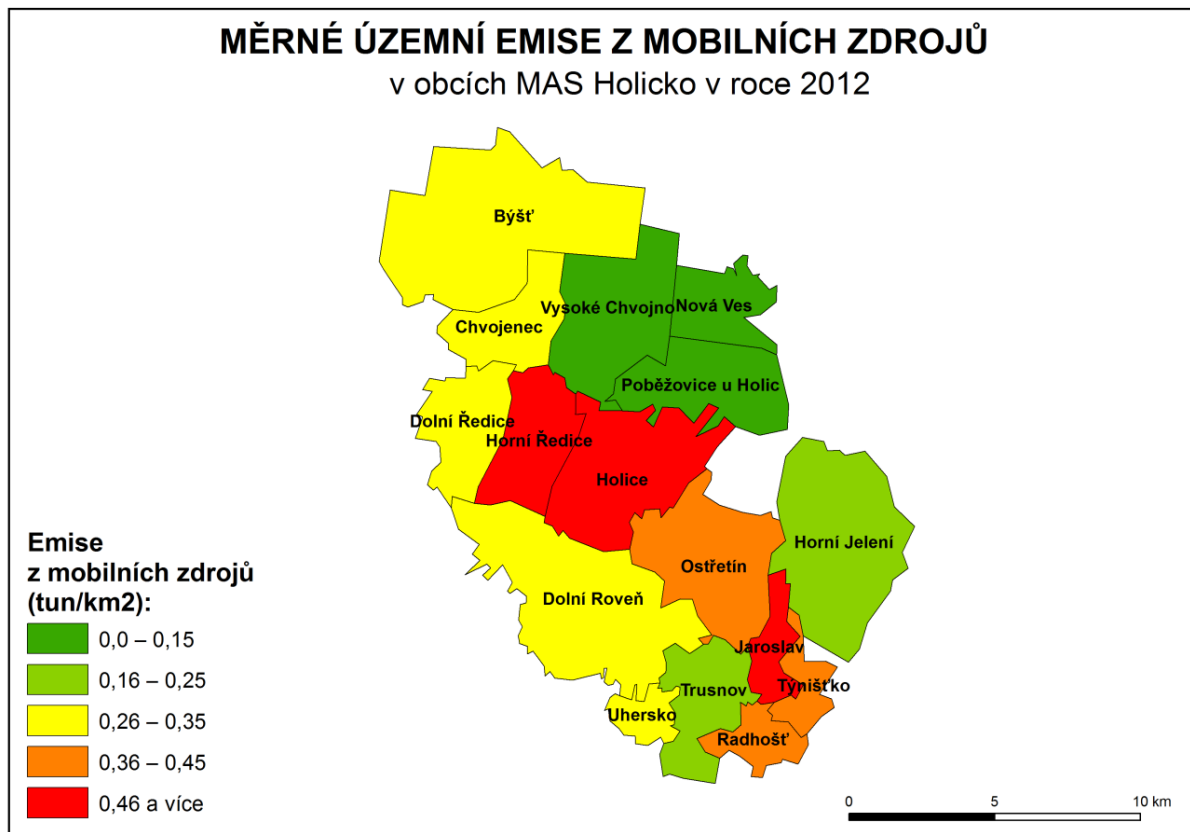 MĚRNÉ ÚZEMNÍ EMISE Z MOBILNÍCH ZDROJŮ
v obcích MAS Holicko v roce 2012
Býšť
Vysoké Chvojno
Nová Ves
Chvojenec
Poběžovice u Holic
Dolní Ředice
Horní Ředice
Holice
Horní Jelení
Ostřetín
Dolní Roveň
Jaroslav
Týnišťko
Trusnov
Uhersko
Radhošť
Emise
z mobilních zdrojů
(tun/km2):
0,0 – 0,15
0,16 – 0,25
0,26 – 0,35
0,36 – 0,45
0,46 a více
0 5 10 km